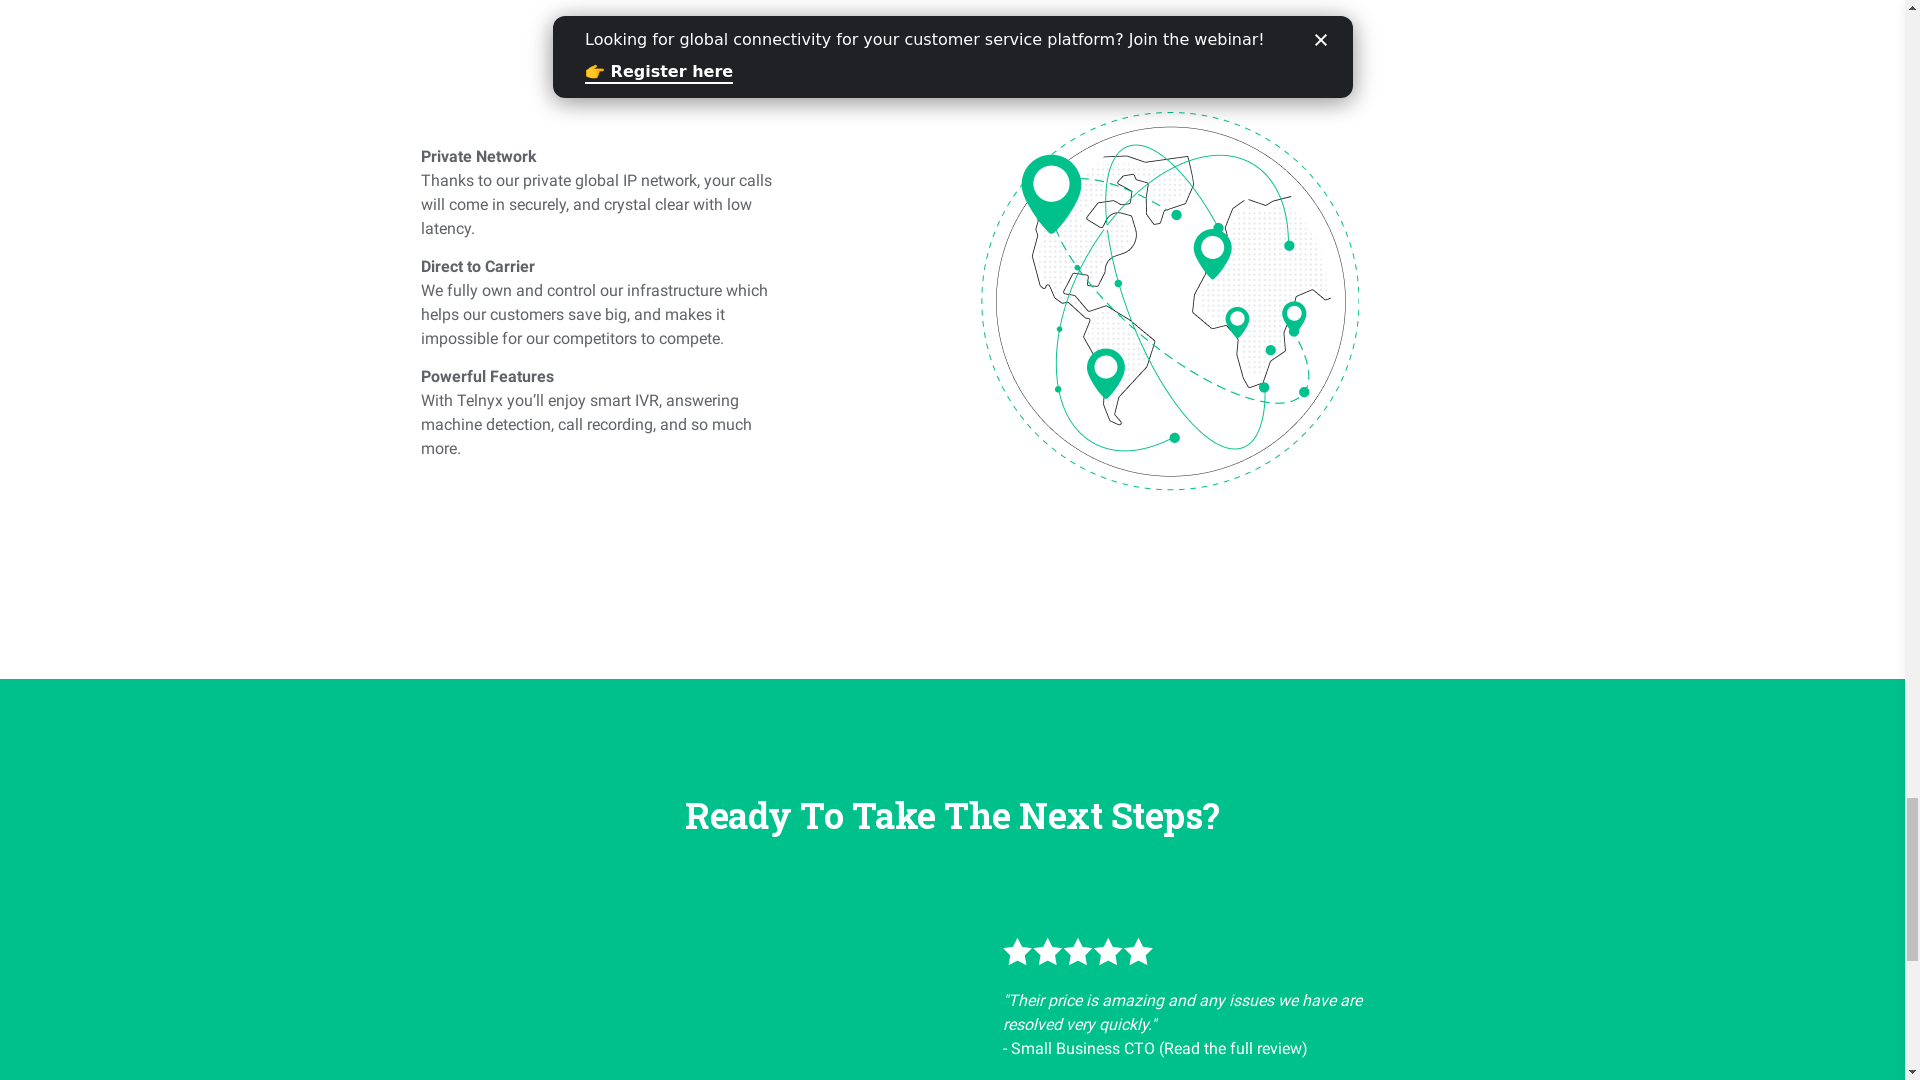 Looking for global connectivity for your customer service platform? Join the webinar!
👉 Register here
Private Network
Thanks to our private global IP network, your calls
will come in securely, and crystal clear with low
latency.
Direct to Carrier
We fully own and control our infrastructure which
helps our customers save big, and makes it
impossible for our competitors to compete.
Powerful Features
With Telnyx you’ll enjoy smart IVR, answering
machine detection, call recording, and so much
more.
Ready To Take The Next Steps?
"Their price is amazing and any issues we have are
resolved very quickly."
- Small Business CTO (Read the full review)